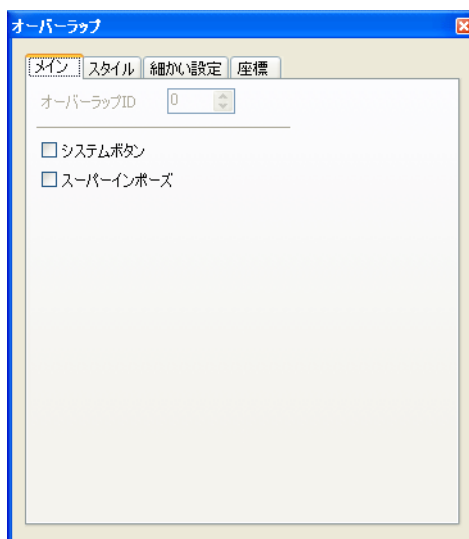 オーバーラップ
メイン スタイル 細かい設定 座標
オーバーラップID 0
システムボタン
スーパーインポーズ